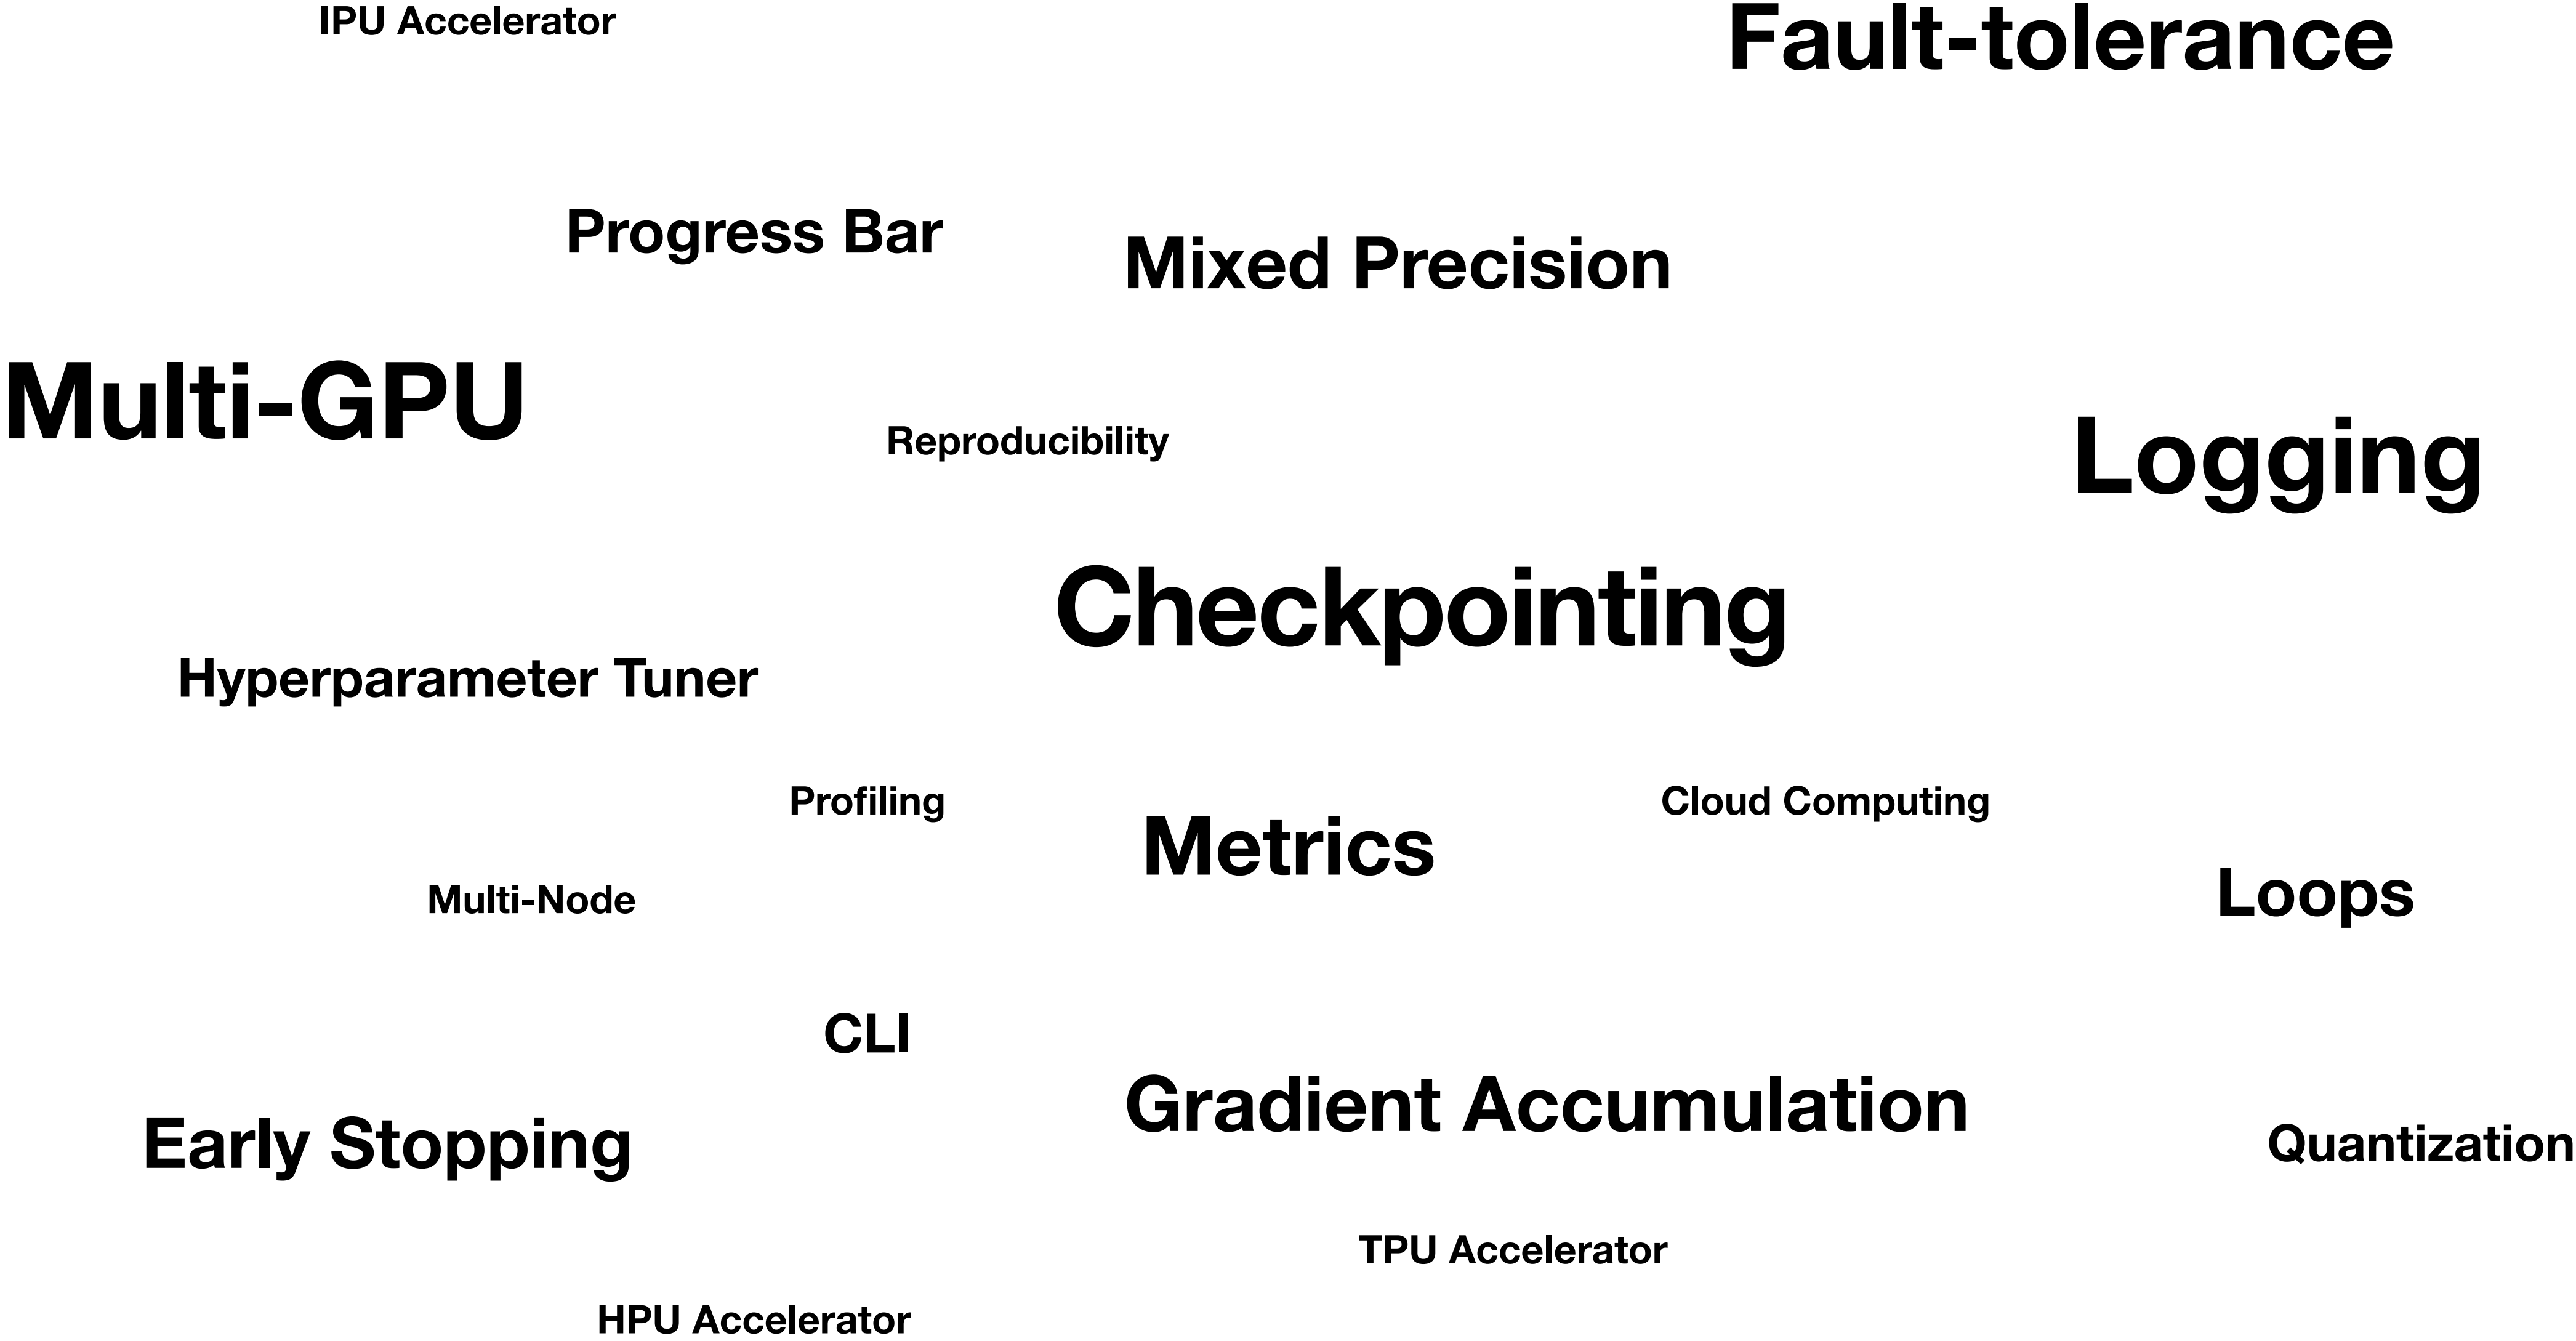 IPU Accelerator
Fault-tolerance
Progress Bar
Mixed Precision
Multi-GPU
Reproducibility
Logging
Checkpointing
Hyperparameter Tuner
Profiling
Cloud Computing
Metrics
Multi-Node
Loops
CLI
Gradient Accumulation
Early Stopping
Quantization
TPU Accelerator
HPU Accelerator